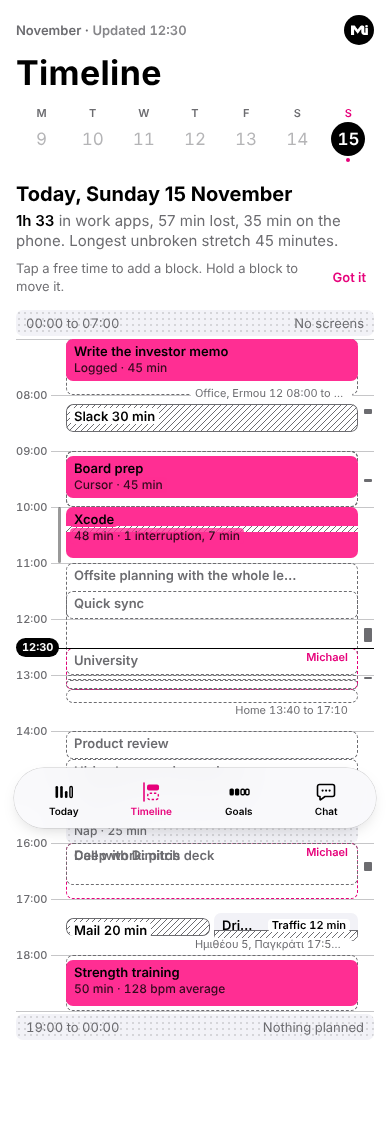 November · Updated 12:30
Mi
Timeline
M T W T F S S
9 10 11 12 13 14 15
Today, Sunday 15 November
1h 33 in work apps, 57 min lost, 35 min on the
phone. Longest unbroken stretch 45 minutes.
Tap a free time to add a block. Hold a block to
move it.
Got it
00:00 to 07:00 No screens
Write the investor memo
Logged · 45 min
08:00
Office, Ermou 12 08:00 to ...
Slack 30 min
09:00
Board prep
Cursor · 45 min
10:00
Xcode
48 min · 1 interruption, 7 min
11:00
Offsite planning with the whole le...
Quick sync
12:00
12:30
University Michael
13:00
Home 13:40 to 17:10
14:00
Product review
Today Timeline Goals Chat
Nap · 25 min
16:00
deck
Michael
17:00
Dri... Traffic 12 min
Mail 20 min
Ημιθέου 5, Παγκράτι 17:5...
18:00
Strength training
50 min · 128 bpm average
19:00 to 00:00 Nothing planned